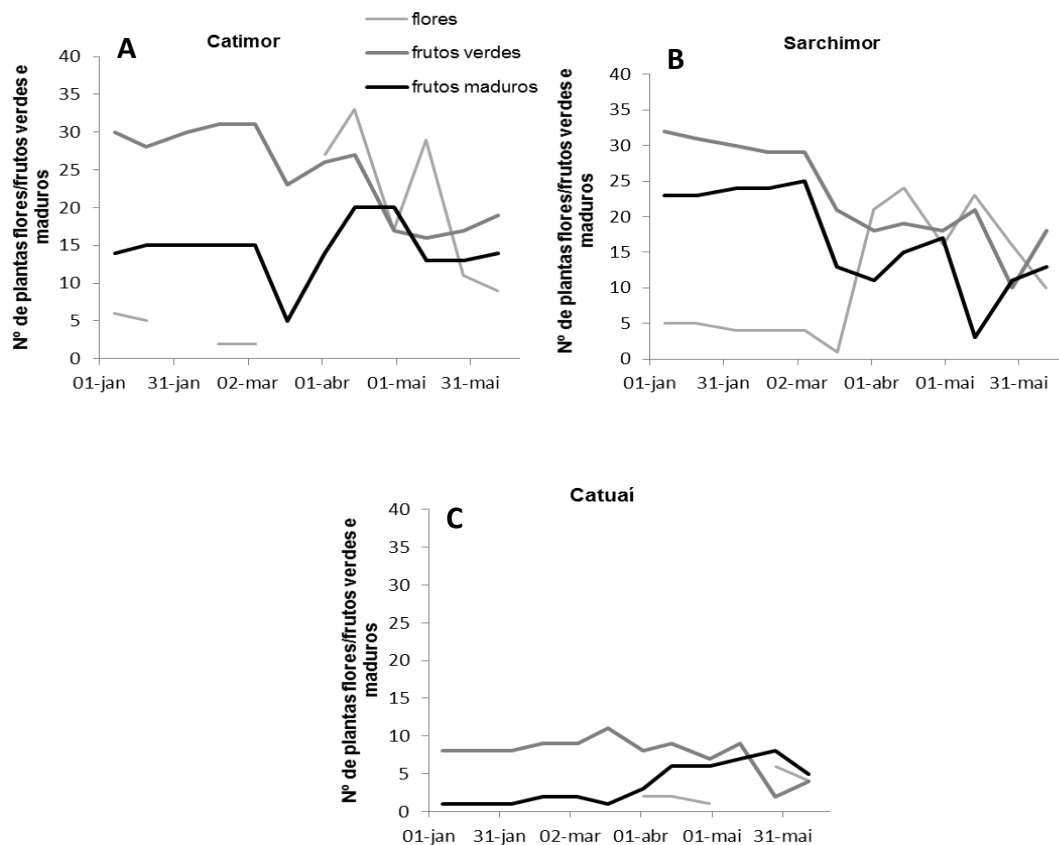 flores
frutos verdes
frutos maduros
A
Catimor
Nº de plantas flores/frutos verdes e
maduros
40
35
30
25
20
15
10
5
0
01-jan 31-jan 02-mar 01-abr 01-mai 31-mai
B
Sarchimor
Nº de plantas flores/frutos verdes e
maduros
40
35
30
25
20
15
10
5
0
01-jan 31-jan 02-mar 01-abr 01-mai 31-mai
C
Catuaí
Nº de plantas flores/frutos verdes e
maduros
40
35
30
25
20
15
10
5
0
01-jan 31-jan 02-mar 01-abr 01-mai 31-mai